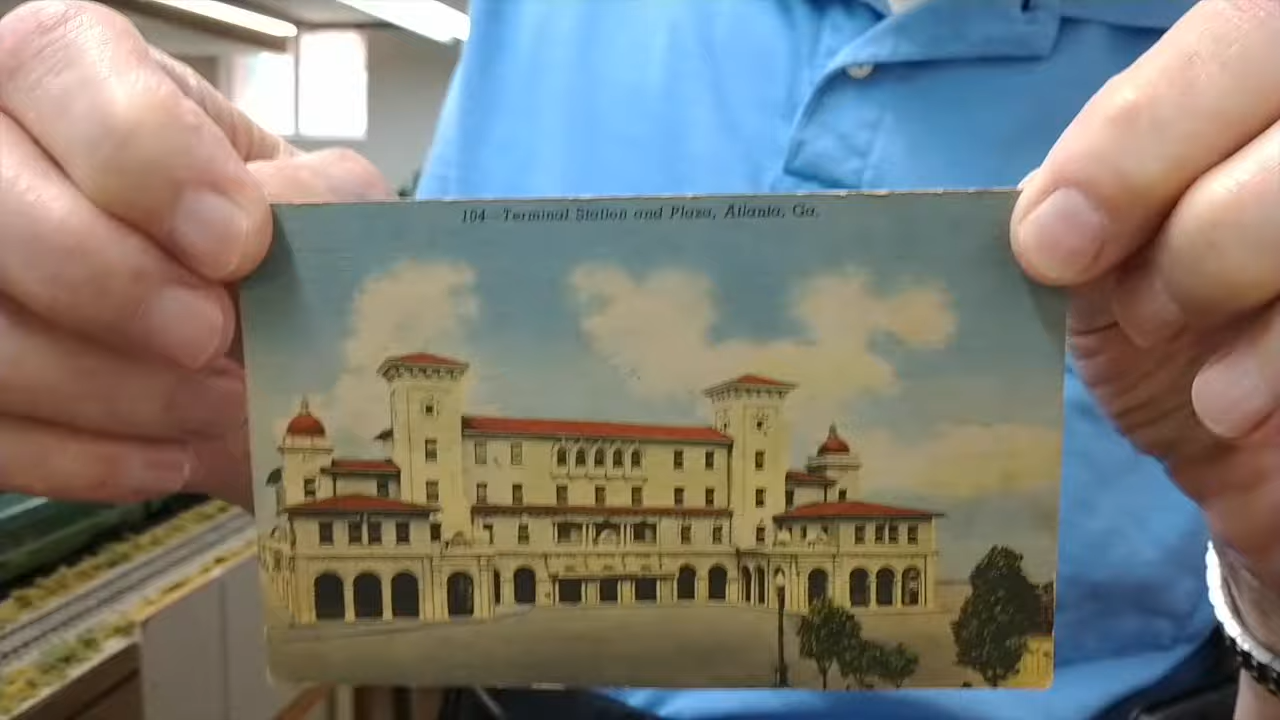 104—Terminal Station and Plaza, Atlanta, Ga.